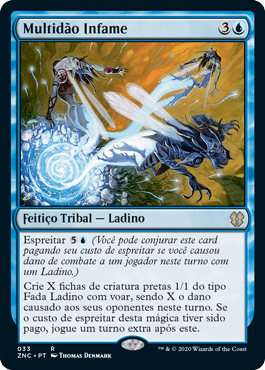 Multidão Infame 3
Feitiço Tribal — Ladino
Espreitar 5 (Você pode conjurar este card
pagando seu custo de espreitar se você causou
dano de combate a um jogador neste turno com
um Ladino.)
Crie X fichas de criatura pretas 1/1 do tipo
Fada Ladino com voar, sendo X o dano
causado aos seus oponentes neste turno. Se
o custo de espreitar desta mágica tiver sido
pago, jogue um turno extra após este.
033 R
ZNC • PT THOMAS DENMARK
™ & © 2020 Wizards of the Coast